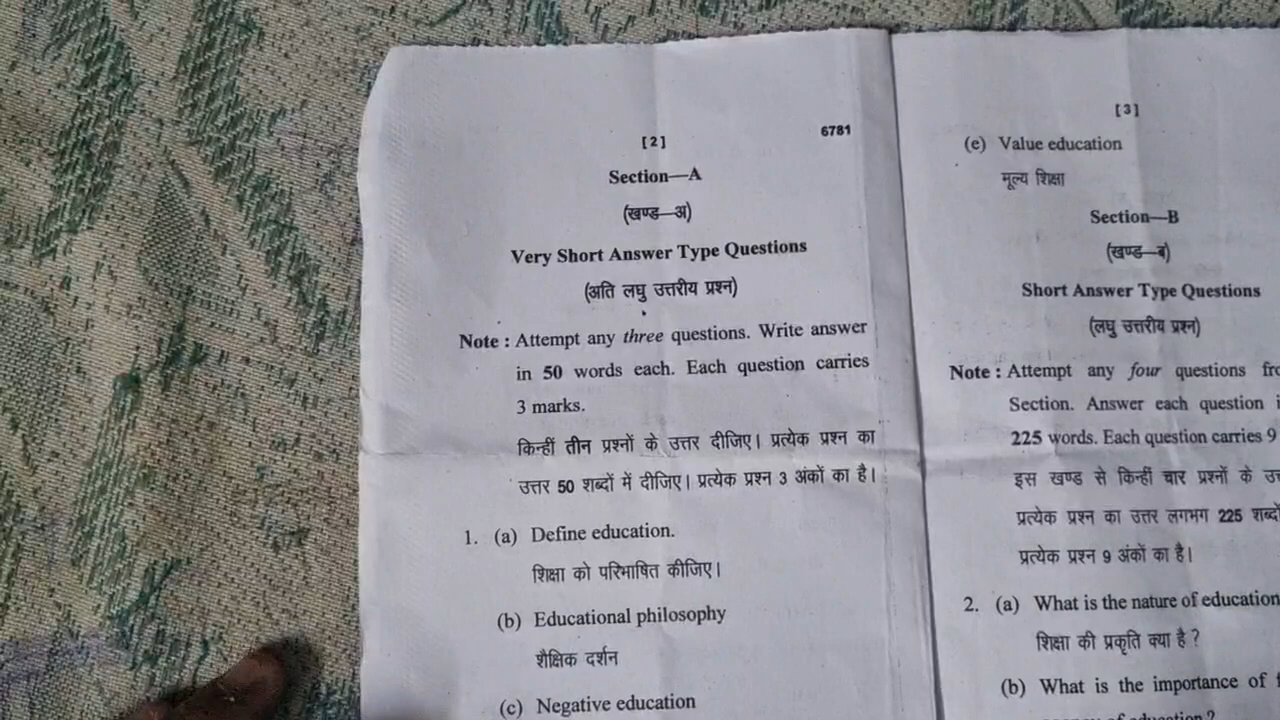 [2]
6781
Section—A
(खण्ड—अ)
Very Short Answer Type Questions
(अति लघु उत्तरीय प्रश्न)
Note : Attempt any three questions. Write answer
in 50 words each. Each question carries
3 marks.
किन्हीं तीन प्रश्नों के उत्तर दीजिए। प्रत्येक प्रश्न का
उत्तर 50 शब्दों में दीजिए। प्रत्येक प्रश्न 3 अंकों का है।
1. (a) Define education.
शिक्षा को परिभाषित कीजिए।
(b) Educational philosophy
शैक्षिक दर्शन
(c) Negative education
[3]
(e) Value education
मूल्य शिक्षा
Section—B
(खण्ड—ब)
Short Answer Type Questions
(लघु उत्तरीय प्रश्न)
Note : Attempt any four questions
Section. Answer each question
225 words. Each question carries 9
इस खण्ड से किन्हीं चार प्रश्नों के
प्रत्येक प्रश्न का उत्तर लगभग 225
प्रत्येक प्रश्न 9 अंकों का है।
2. (a) What is the nature of education
शिक्षा की प्रकृति क्या है ?
(b) What is the importance of
of education ?